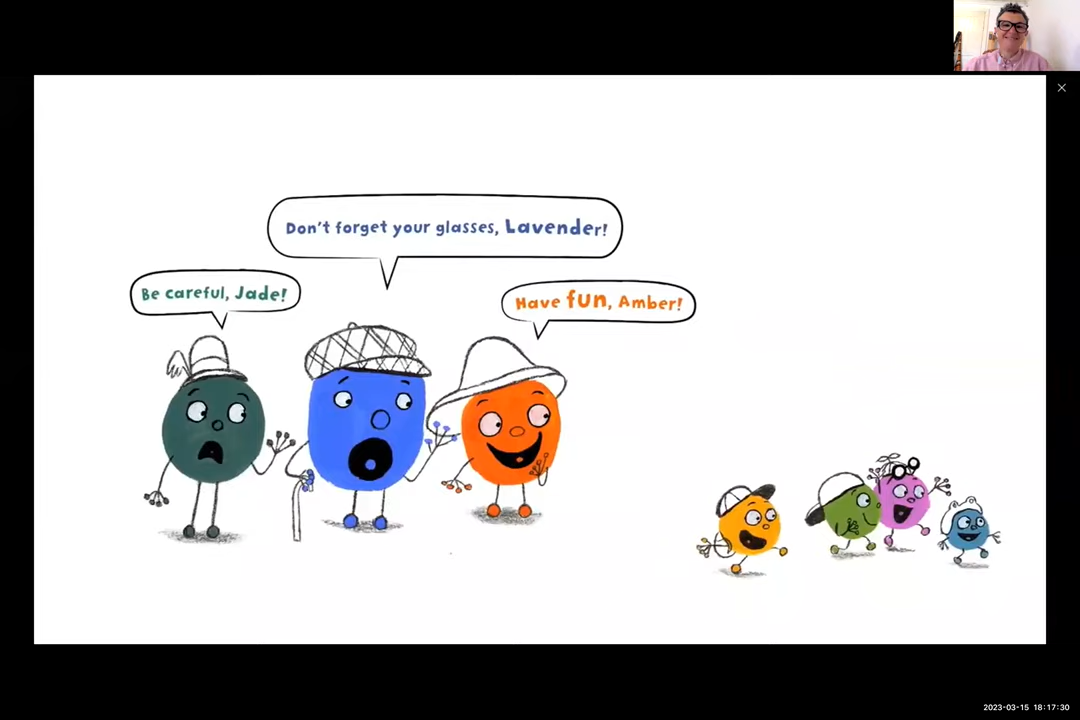 Don't forget your glasses, Lavender!
Be careful, Jade!
Have fun, Amber!
2023-03-15 18:17:30